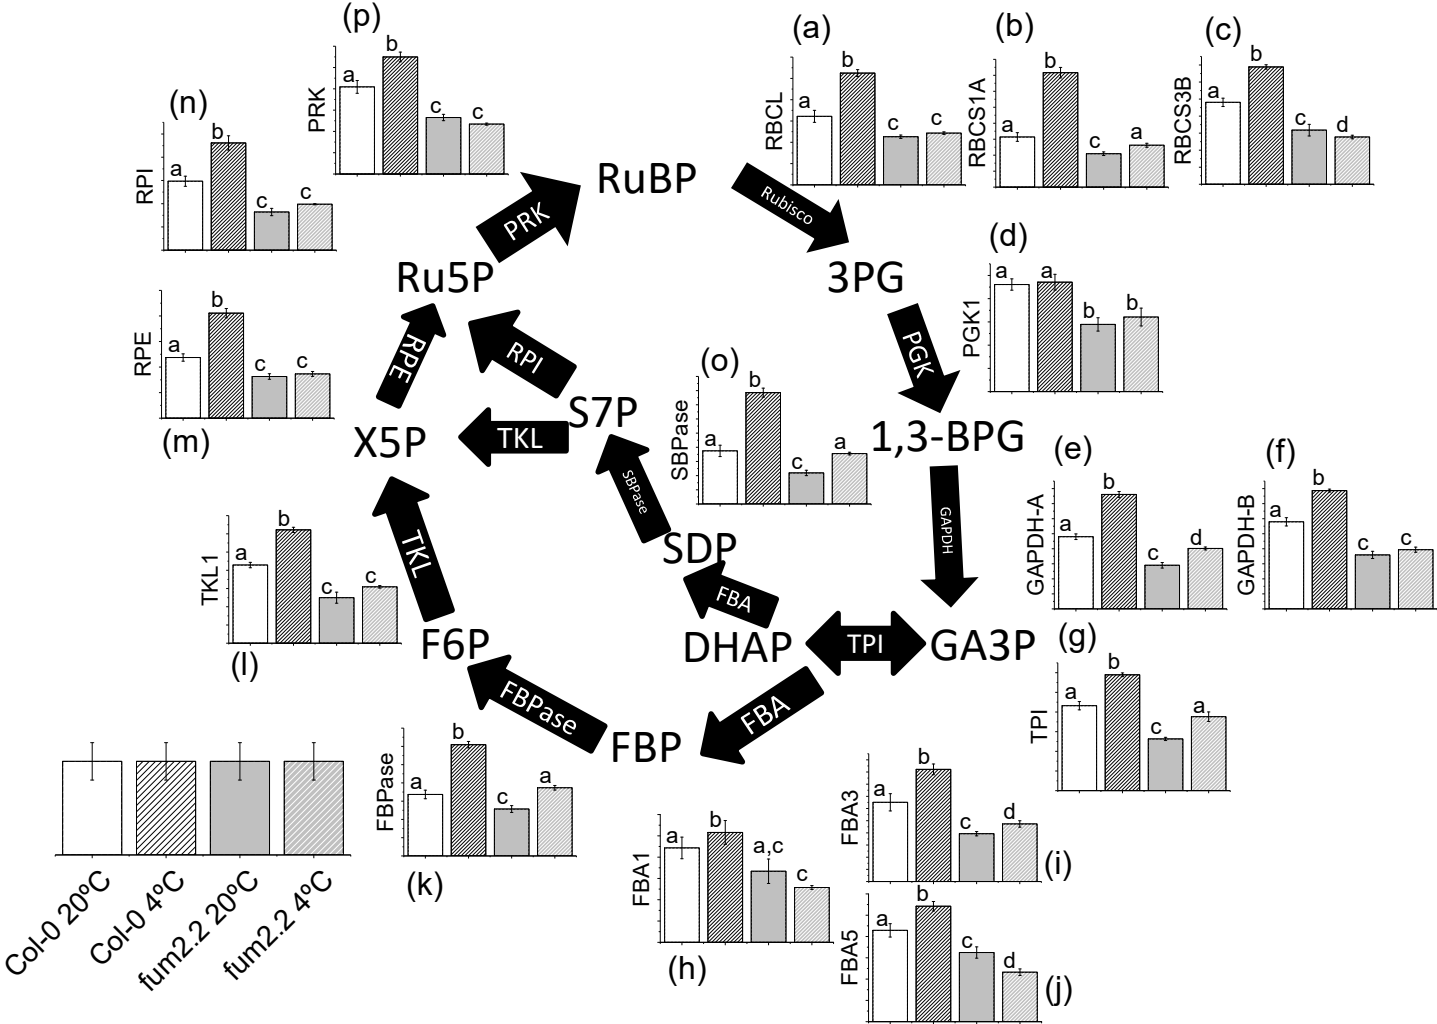 (p)
PRK
a
b
c
c
(a)
RBCL
a
b
c
c
(b)
RBCS1A
a
b
c
a
(c)
RBCS3B
a
b
c
d
(n)
RPI
a
b
c
c
RuBP
Rubisco
PRK
Ru5P
3PG
(d)
PGK1
a
a
b
b
RPE
a
b
c
c
(m)
RPE
RPI
PGK
(o)
SBPase
a
b
c
a
S7P
X5P
TKL
1,3-BPG
(e)
GAPDH-A
a
b
c
d
(f)
GAPDH-B
a
b
c
c
SBPase
GAPDH
TKL1
a
b
c
c
(l)
TKL
SDP
FBA
F6P
DHAP
TPI
GA3P
(g)
TPI
a
b
c
a
FBPase
FBA
FBP
FBPase
a
b
c
a
(k)
FBA1
a
b
a,c
c
(h)
FBA3
a
b
c
d
(i)
FBA5
a
b
c
d
(j)
Col-0 20ºC
Col-0 4ºC
fum2.2 20ºC
fum2.2 4ºC